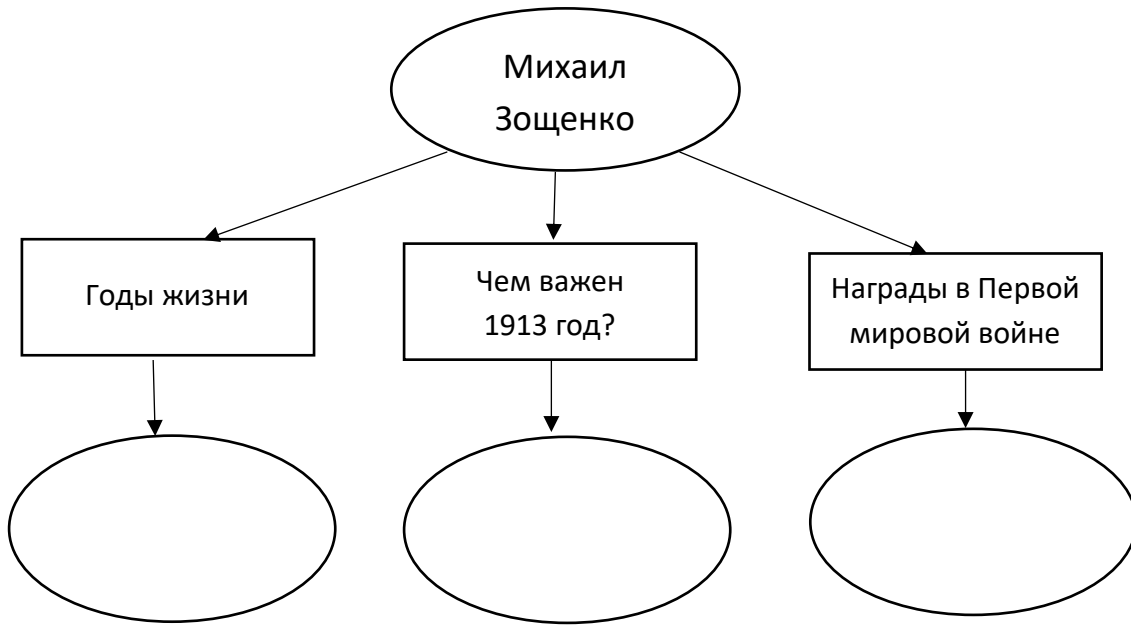 Михаил
Зощенко
Годы жизни
Чем важен
1913 год?
Награды в Первой
мировой войне